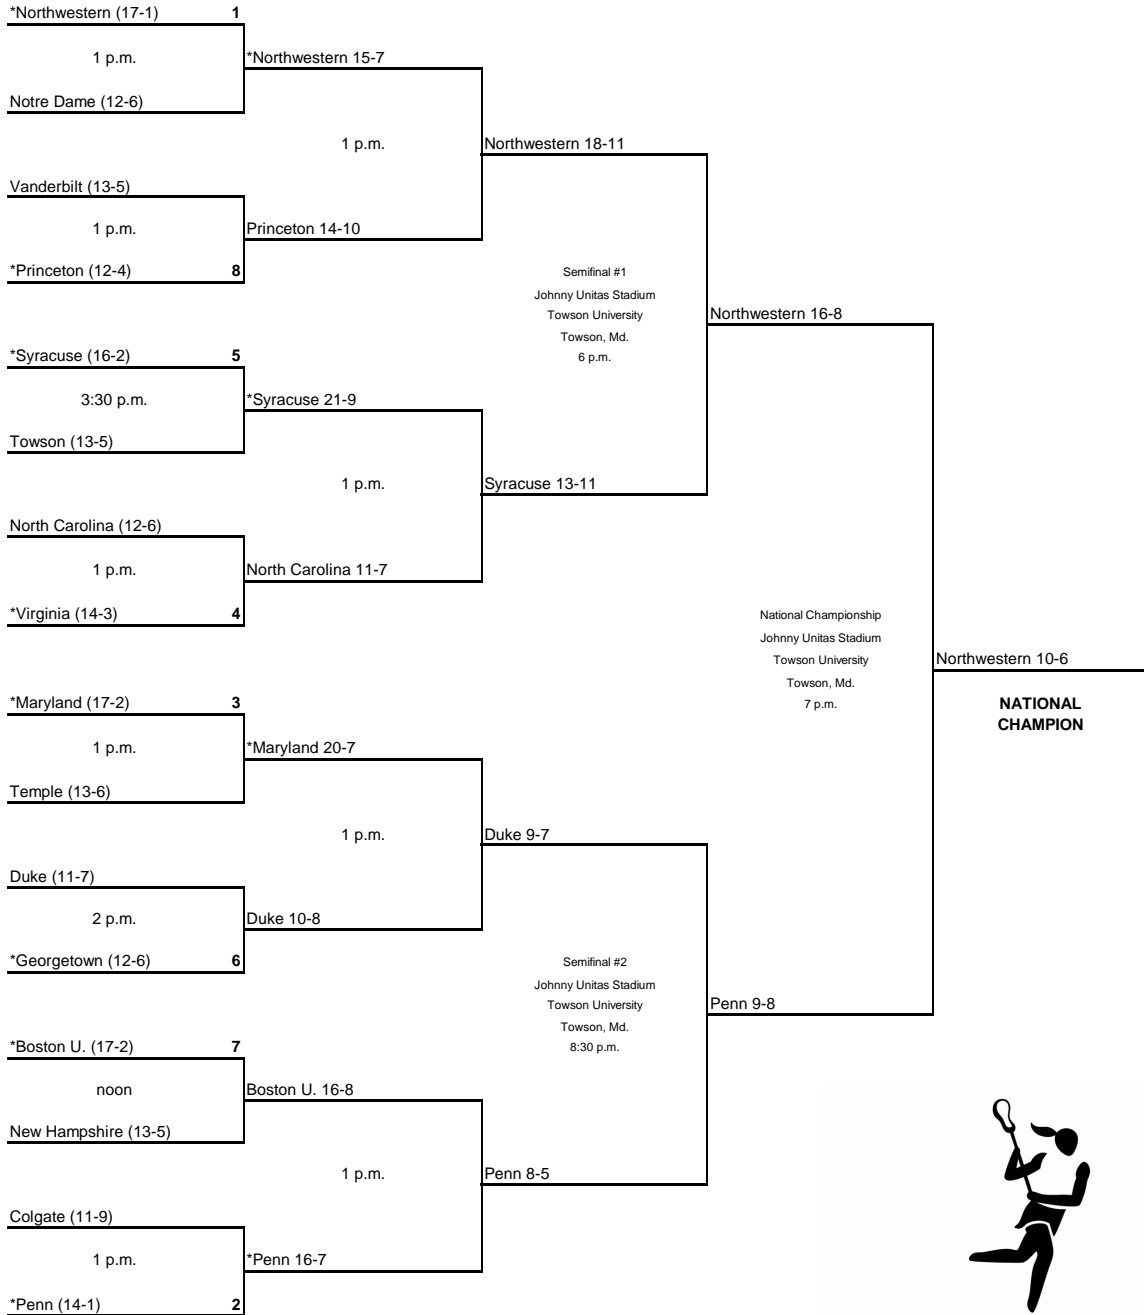 *Northwestern (17-1) 1
1 p.m.
*Northwestern 15-7
Notre Dame (12-6)
1 p.m.
Northwestern 18-11
Vanderbilt (13-5)
1 p.m.
Princeton 14-10
*Princeton (12-4) 8
Semifinal #1
Johnny Unitas Stadium
Towson University
Towson, Md.
6 p.m.
Northwestern 16-8
*Syracuse (16-2) 5
3:30 p.m.
*Syracuse 21-9
Towson (13-5)
1 p.m.
Syracuse 13-11
North Carolina (12-6)
1 p.m.
North Carolina 11-7
*Virginia (14-3) 4
National Championship
Johnny Unitas Stadium
Towson University
Towson, Md.
7 p.m.
Northwestern 10-6
NATIONAL
CHAMPION
*Maryland (17-2) 3
1 p.m.
*Maryland 20-7
Temple (13-6)
1 p.m.
Duke 9-7
Duke (11-7)
2 p.m.
Duke 10-8
*Georgetown (12-6) 6
Semifinal #2
Johnny Unitas Stadium
Towson University
Towson, Md.
8:30 p.m.
Penn 9-8
*Boston U. (17-2) 7
noon
Boston U. 16-8
New Hampshire (13-5)
1 p.m.
Penn 8-5
Colgate (11-9)
1 p.m.
*Penn 16-7
*Penn (14-1) 2